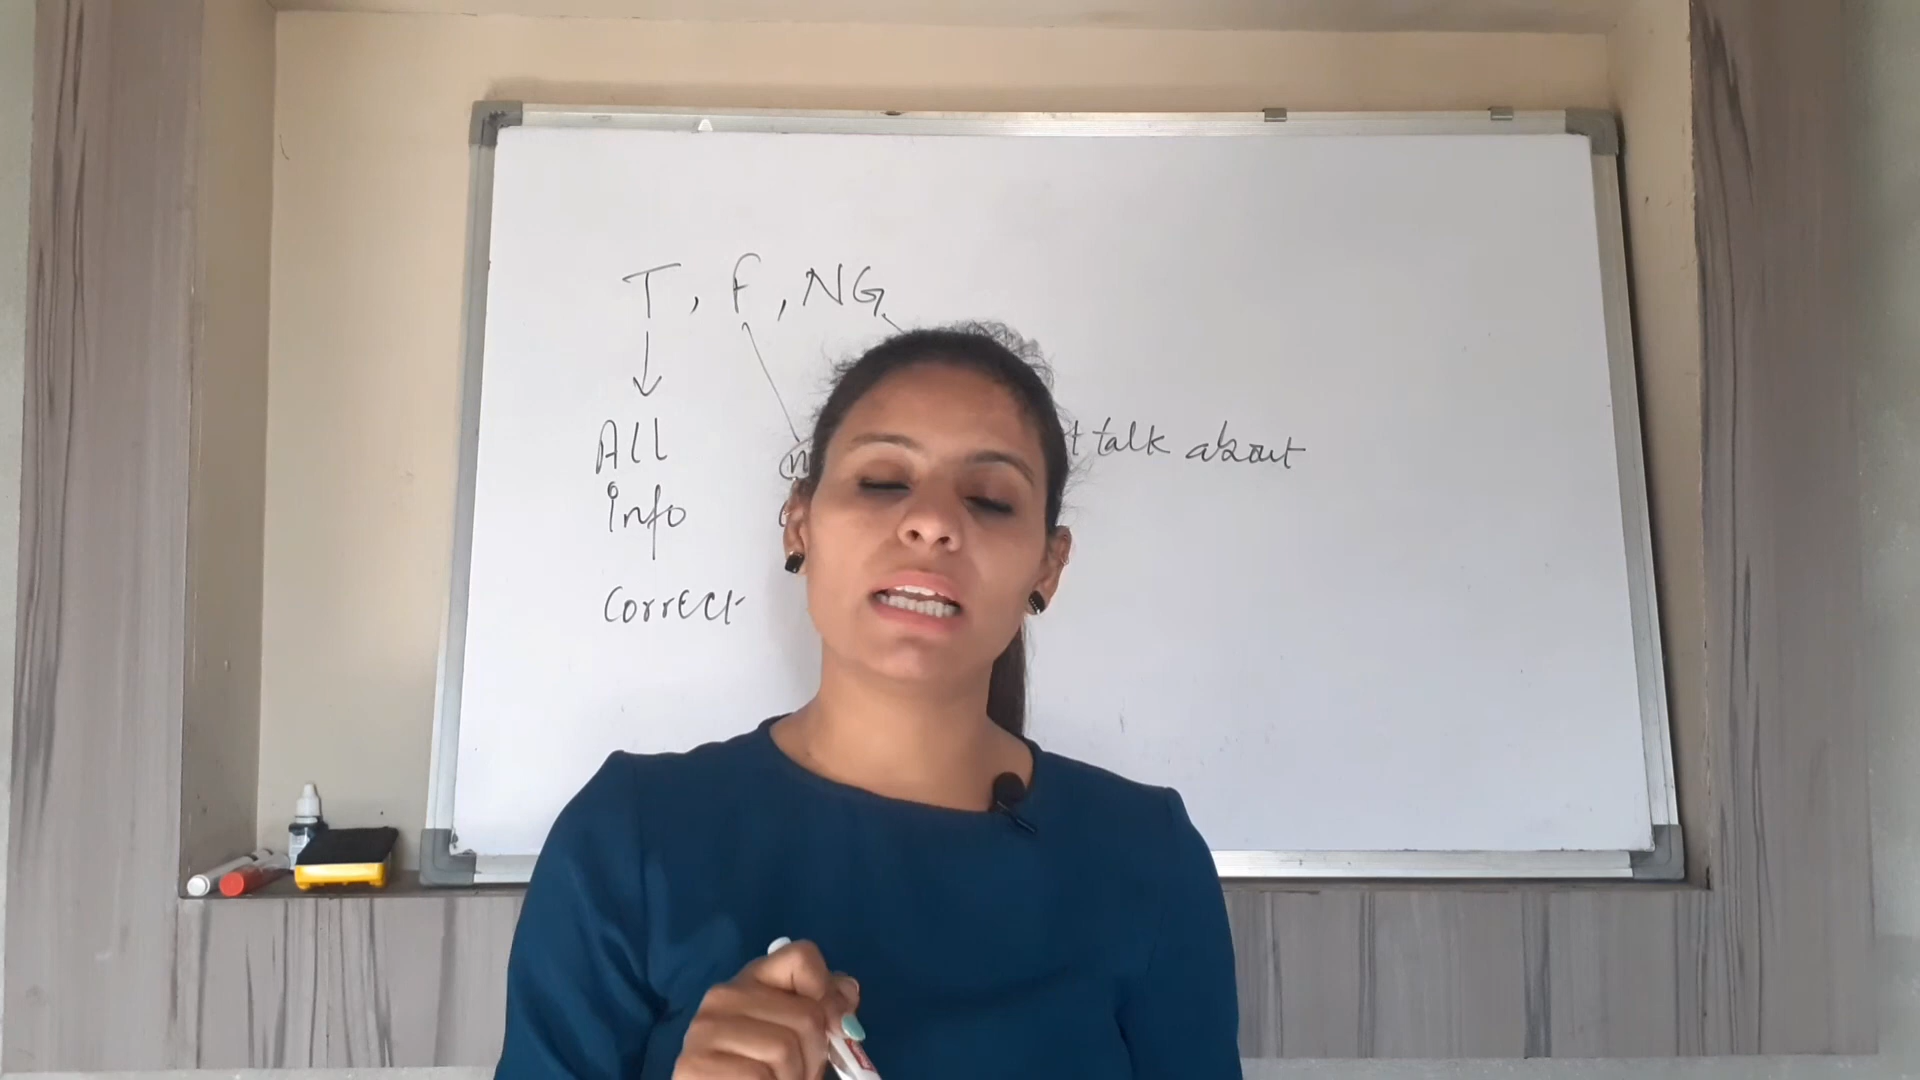 T, F, NG
All talk about
info
correct